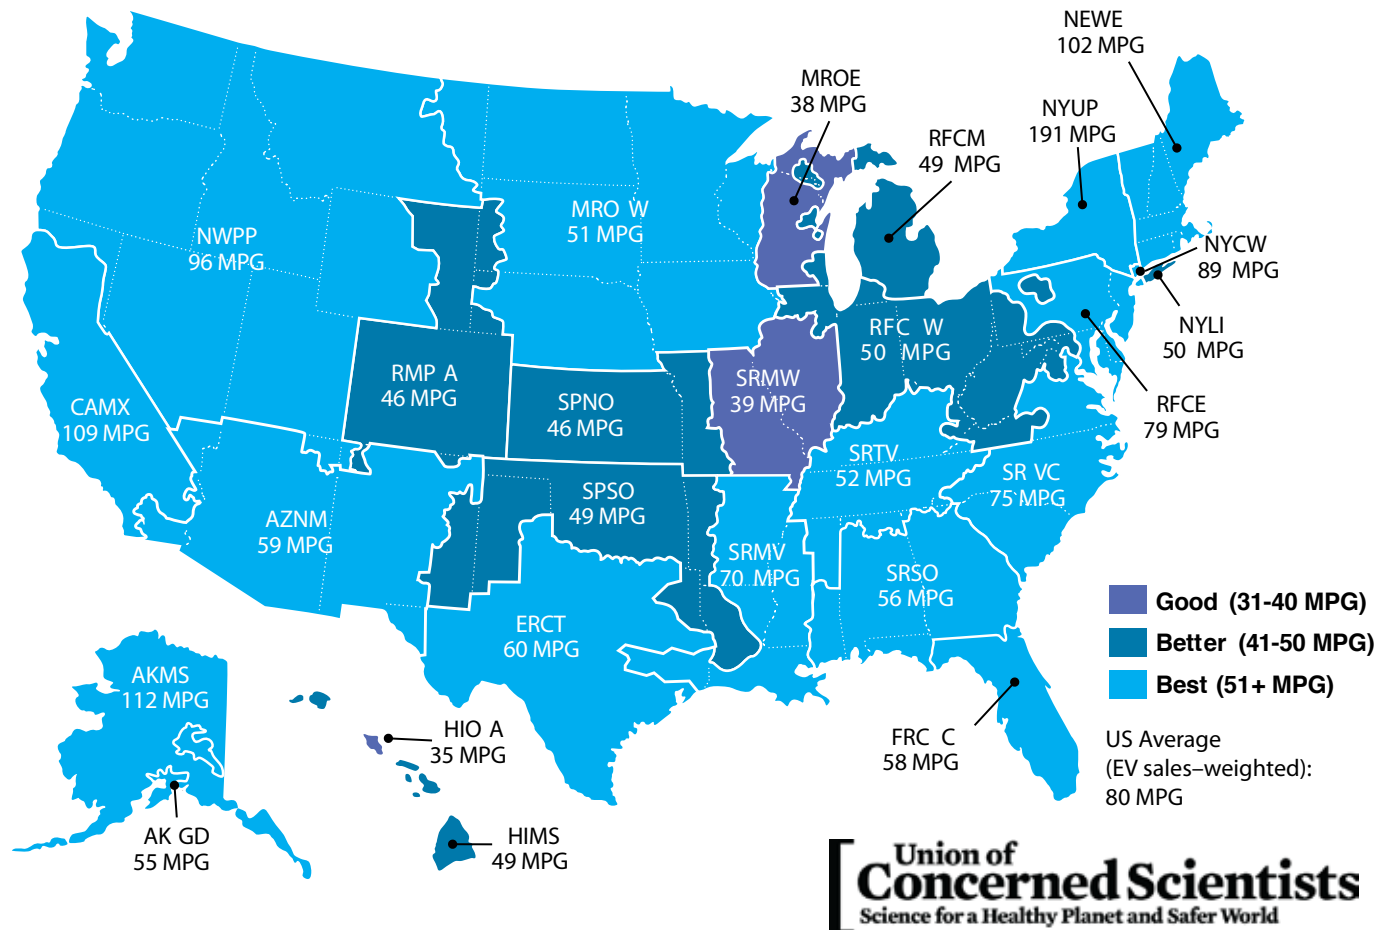 NEWE
102 MPG
MROE
38 MPG
NYUP
191 MPG
RFCM
49 MPG
MRO W
51 MPG
NWPP
96 MPG
NYCW
89 MPG
NYLI
50 MPG
RFC W
50 MPG
RMP A
46 MPG
SRMW
39 MPG
SPNO
46 MPG
CAMX
109 MPG
RFCE
79 MPG
SRTV
52 MPG
SR VC
75 MPG
SPSO
49 MPG
AZNM
59 MPG
SRMV
70 MPG
SRSO
56 MPG
ERCT
60 MPG
Good (31-40 MPG)
Better (41-50 MPG)
Best (51+ MPG)
AKMS
112 MPG
HIO A
35 MPG
FRC C
58 MPG
US Average
(EV sales–weighted):
80 MPG
AK GD
55 MPG
HIMS
49 MPG
Union of
Concerned Scientists
Science for a Healthy Planet and Safer World